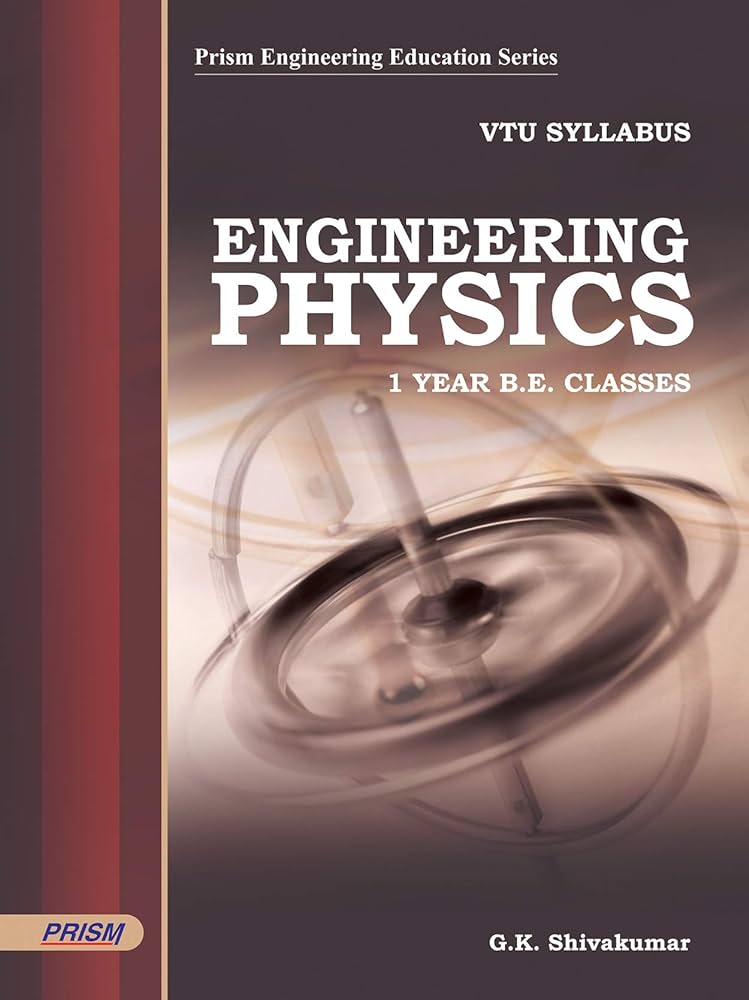 Prism Engineering Education Series
VTU SYLLABUS
ENGINEERING
PHYSICS
1 YEAR B.E. CLASSES
PRISM
G.K. Shivakumar